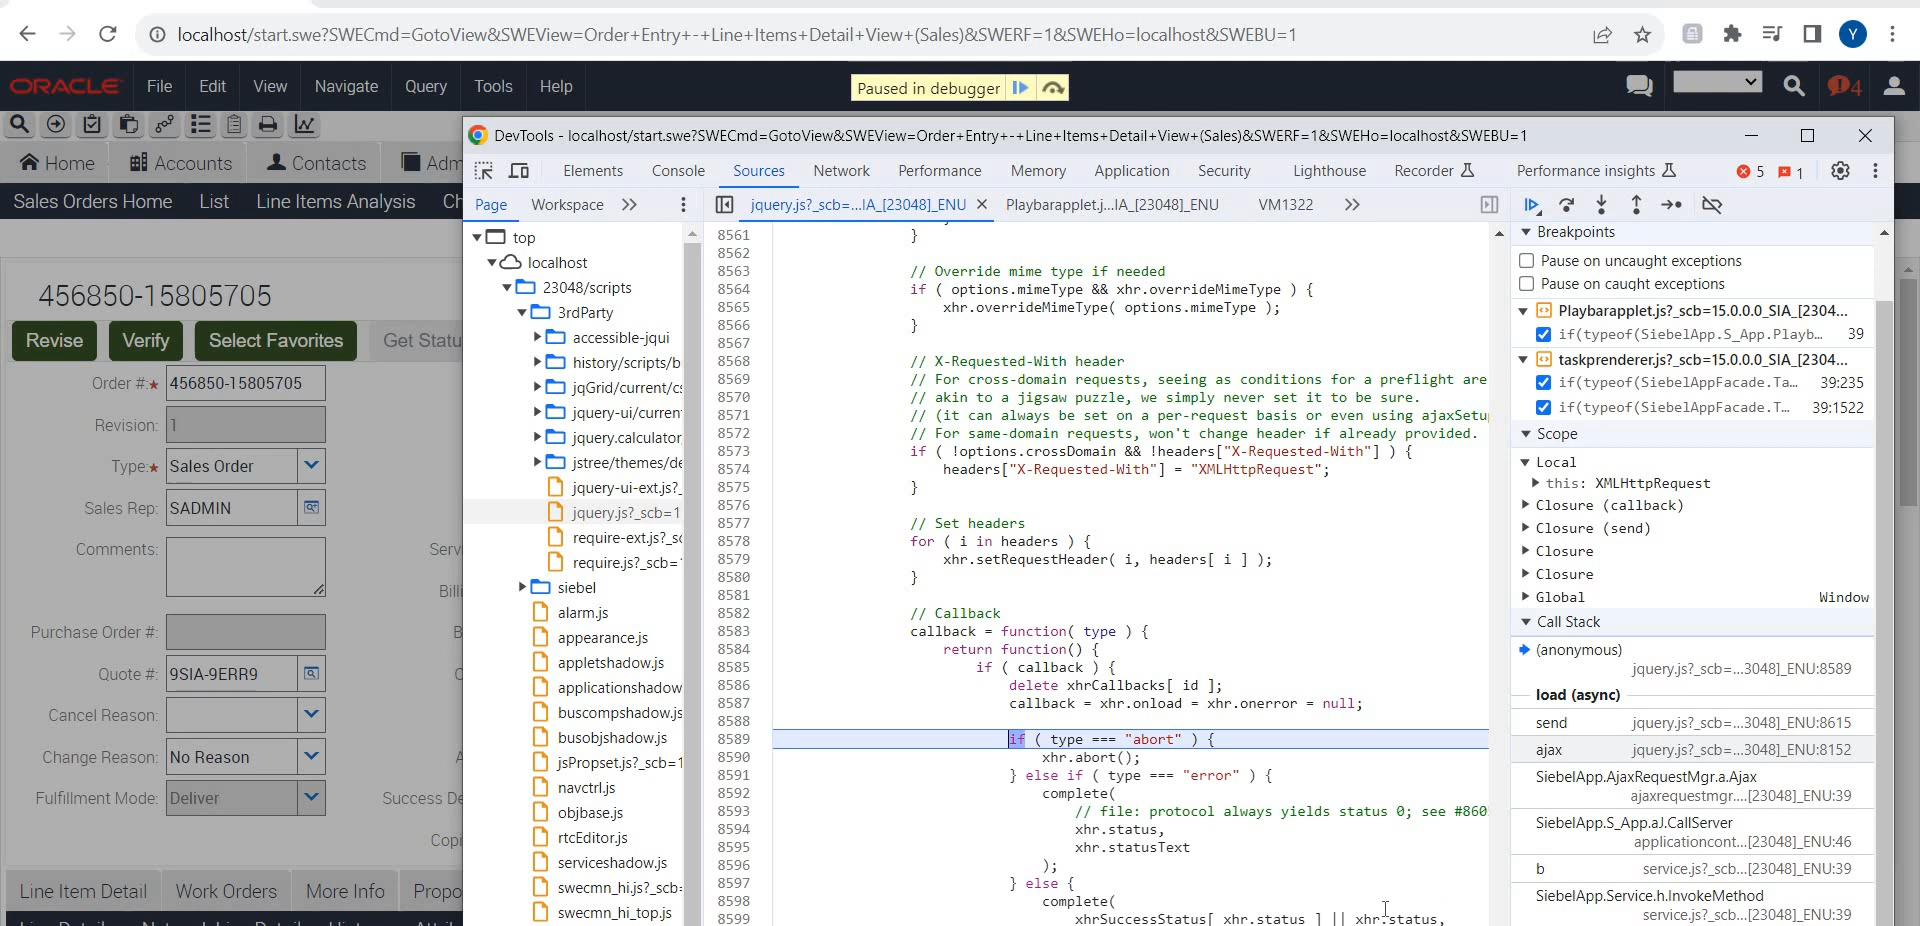 localhost/start.swe?SWECmd=GotoView&SWEView=Order+Entry+-+Line+Items+Detail+View+(Sales)&SWERF=1&SWEHo=localhost&SWEBU=1
Y
ORACLE File Edit View Navigate Query Tools Help
Paused in debugger
4
Home Accounts Contacts Adm
Sales Orders Home List Line Items Analysis Ch
456850-15805705
Revise Verify Select Favorites Get Statu
Order #:★ 456850-15805705
Revision: 1
Type:★ Sales Order
Sales Rep: SADMIN
Comments: Servi
Billi
Purchase Order #: B
Quote #: 9SIA-9ERR9 C
Cancel Reason:
Change Reason: No Reason A
Fulfillment Mode: Deliver Success De
Copi
Line Item Detail Work Orders More Info Propo
DevTools - localhost/start.swe?SWECmd=GotoView&SWEView=Order+Entry+-+Line+Items+Detail+View+(Sales)&SWERF=1&SWEHo=localhost&SWEBU=1
Elements Console Sources Network Performance Memory Application Security Lighthouse Recorder Performance insights 5 1
Page Workspace
jquery.js?_scb=...IA_[23048]_ENU Playbarapplet.j...IA_[23048]_ENU VM1322
top
localhost
23048/scripts
3rdParty
accessible-jqui
history/scripts/b
jqGrid/current/cs
jquery-ui/curren
jquery.calculator
jstree/themes/de
jquery-ui-ext.js?_
jquery.js?_scb=1
require-ext.js?_sc
require.js?_scb=1
siebel
alarm.js
appearance.js
appletshadow.js
applicationshadow
buscompshadow.js
busobjshadow.js
jsPropset.js?_scb=1
navctrl.js
objbase.js
rtcEditor.js
serviceshadow.js
swecmn_hi.js?_scb=
swecmn_hi_top.js
8561 }
8562
8563 // Override mime type if needed
8564 if ( options.mimeType && xhr.overrideMimeType ) {
8565 xhr.overrideMimeType( options.mimeType );
8566 }
8567
8568 // X-Requested-With header
8569 // For cross-domain requests, seeing as conditions for a preflight are
8570 // akin to a jigsaw puzzle, we simply never set it to be sure.
8571 // (it can always be set on a per-request basis or even using ajaxSetu
8572 // For same-domain requests, won't change header if already provided.
8573 if ( !options.crossDomain && !headers["X-Requested-With"] ) {
8574 headers["X-Requested-With"] = "XMLHttpRequest";
8575 }
8576
8577 // Set headers
8578 for ( i in headers ) {
8579 xhr.setRequestHeader( i, headers[ i ] );
8580 }
8581
8582 // Callback
8583 callback = function( type ) {
8584 return function() {
8585 if ( callback ) {
8586 delete xhrCallbacks[ id ];
8587 callback = xhr.onload = xhr.onerror = null;
8588
8589 if ( type === "abort" ) {
8590 xhr.abort();
8591 } else if ( type === "error" ) {
8592 complete(
8593 // file: protocol always yields status 0; see #860
8594 xhr.status,
8595 xhr.statusText
8596 );
8597 } else {
8598 complete(
8599 xhrSuccessStatus[ xhr.status ] || xhr.status,
Breakpoints
Pause on uncaught exceptions
Pause on caught exceptions
Playbarapplet.js?_scb=15.0.0.0_SIA_[2304...
if(typeof(SiebelApp.S_App.Playb... 39
taskprenderer.js?_scb=15.0.0.0_SIA_[2304...
if(typeof(SiebelAppFacade.Ta... 39:235
if(typeof(SiebelAppFacade.T... 39:1522
Scope
Local
this: XMLHttpRequest
Closure (callback)
Closure (send)
Closure
Closure
Global Window
Call Stack
(anonymous)
jquery.js?_scb=...3048]_ENU:8589
load (async)
send jquery.js?_scb=...3048]_ENU:8615
ajax jquery.js?_scb=...3048]_ENU:8152
SiebelApp.AjaxRequestMgr.a.Ajax
ajaxrequestmgr....[23048]_ENU:39
SiebelApp.S_App.aJ.CallServer
applicationcont...[23048]_ENU:46
b service.js?_scb...[23048]_ENU:39
SiebelApp.Service.h.InvokeMethod
service.js?_scb...[23048]_ENU:39